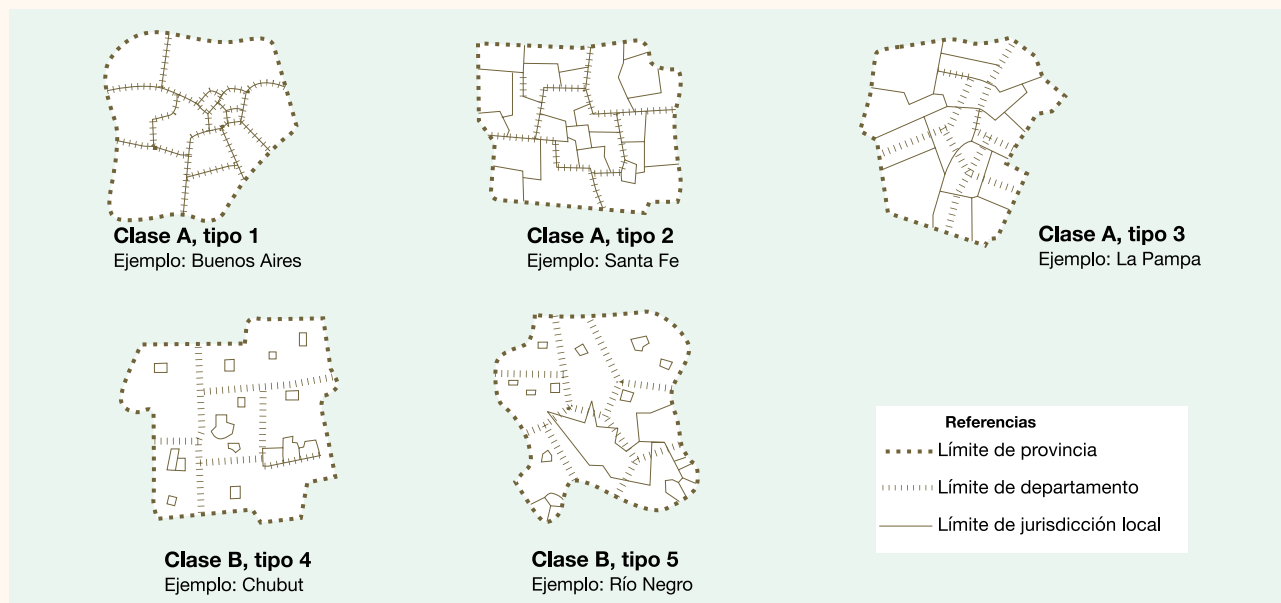 Clase A, tipo 1
Ejemplo: Buenos Aires
Clase A, tipo 2
Ejemplo: Santa Fe
Clase A, tipo 3
Ejemplo: La Pampa
Clase B, tipo 4
Ejemplo: Chubut
Clase B, tipo 5
Ejemplo: Río Negro
Referencias
Límite de provincia
Límite de departamento
Límite de jurisdicción local